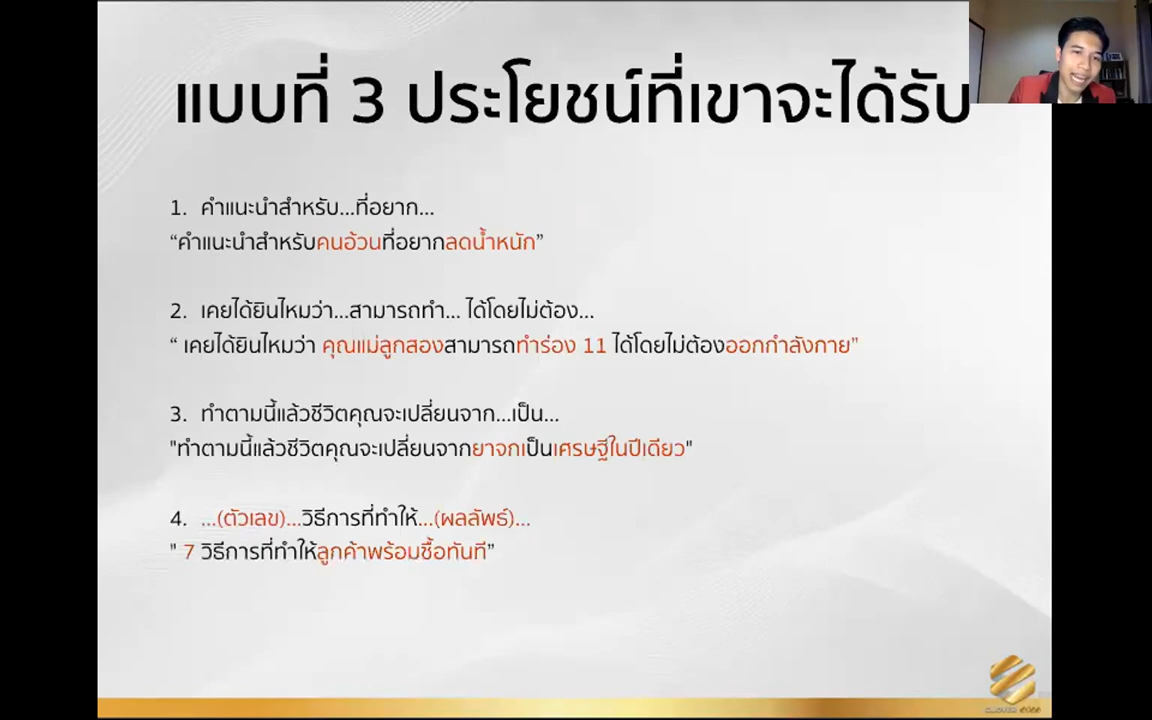 แบบที่ 3 ประโยชน์ที่เขาจะได้รับ
1. คำแนะนำสำหรับ...ที่อยาก...
“คำแนะนำสำหรับคนอ้วนที่อยากลดน้ำหนัก”
2. เคยได้ยินไหมว่า...สามารถทำ... ได้โดยไม่ต้อง...
“ เคยได้ยินไหมว่า คุณแม่ลูกสองสามารถทำร่อง 11 ได้โดยไม่ต้องออกกำลังกาย”
3. ทำตามนี้แล้วชีวิตคุณจะเปลี่ยนจาก...เป็น...
"ทำตามนี้แล้วชีวิตคุณจะเปลี่ยนจากยาจกเป็นเศรษฐีในปีเดียว"
4. ...(ตัวเลข)...วิธีการที่ทำให้...(ผลลัพธ์)...
" 7 วิธีการที่ทำให้ลูกค้าพร้อมซื้อทันที”